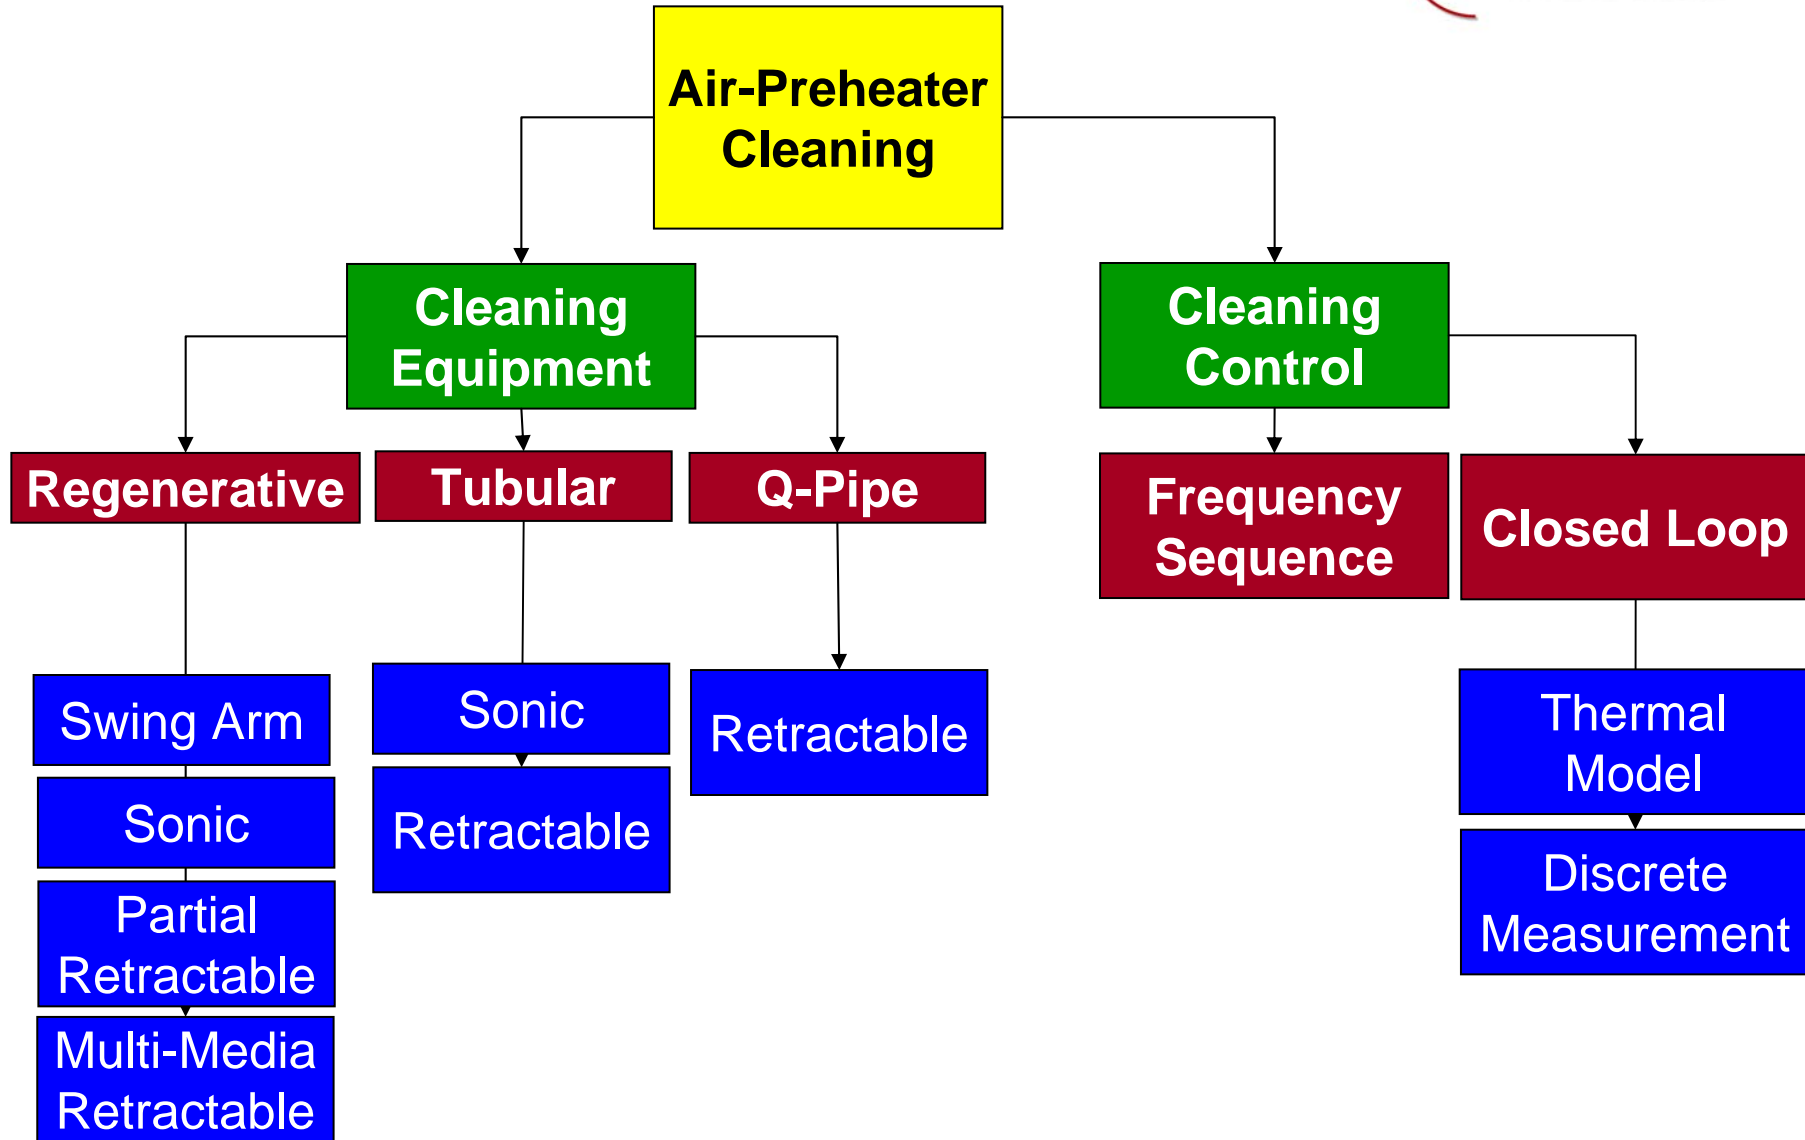 Air-Preheater
Cleaning
Cleaning
Equipment
Cleaning
Control
Regenerative
Tubular
Q-Pipe
Frequency
Sequence
Closed Loop
Swing Arm
Sonic
Partial
Retractable
Multi-Media
Retractable
Sonic
Retractable
Retractable
Thermal
Model
Discrete
Measurement